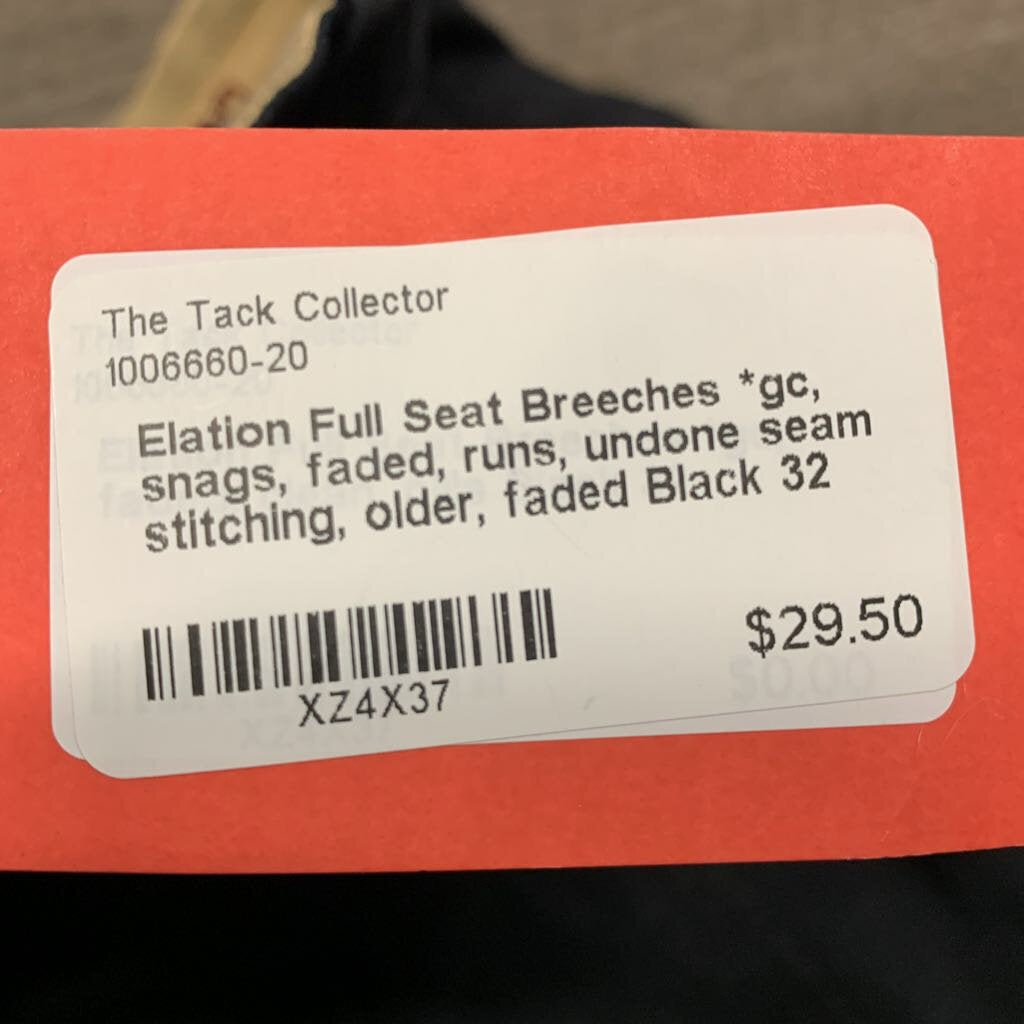 The Tack Collector
1006660-20
Elation Full Seat Breeches *gc,
snags, faded, runs, undone seam
stitching, older, faded Black 32
$29.50
XZ4X37